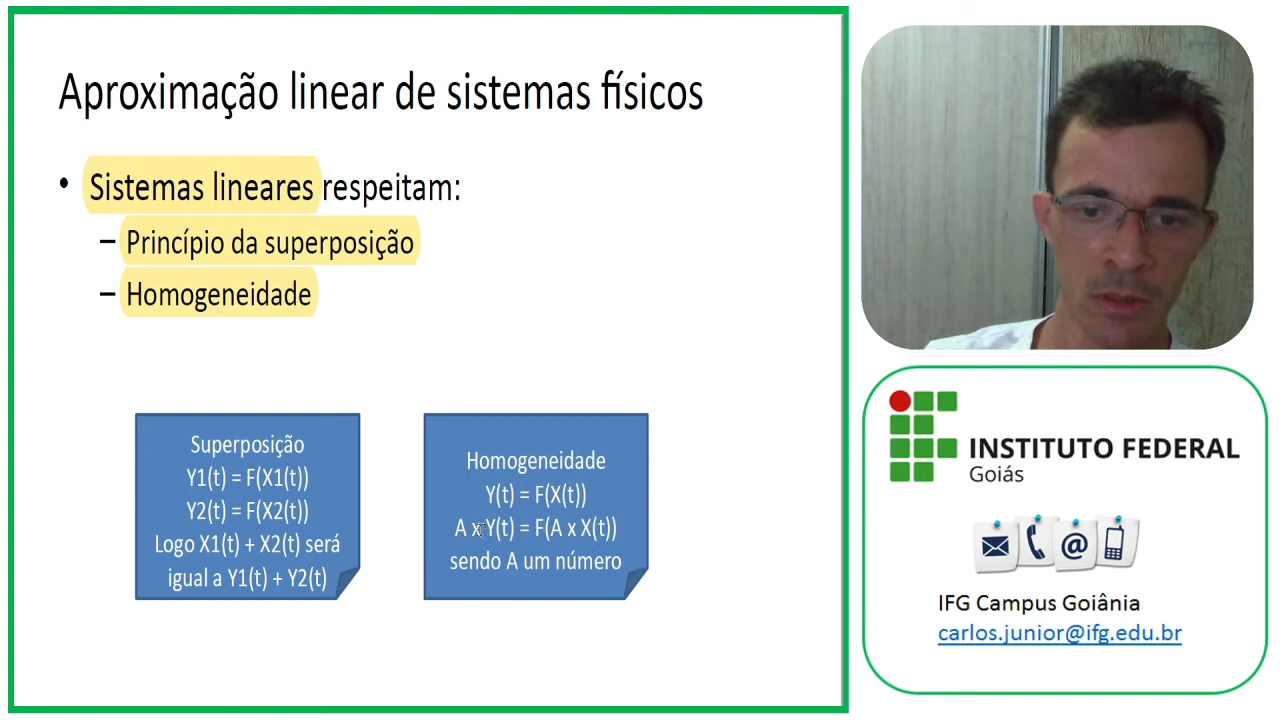 Aproximação linear de sistemas físicos
• Sistemas lineares respeitam:
– Princípio da superposição
– Homogeneidade
Superposição
Y1(t) = F(X1(t))
Y2(t) = F(X2(t))
Logo X1(t) + X2(t) será
igual a Y1(t) + Y2(t)
Homogeneidade
Y(t) = F(X(t))
A x Y(t) = F(A x X(t))
sendo A um número
INSTITUTO FEDERAL
Goiás
@
IFG Campus Goiânia
carlos.junior@ifg.edu.br